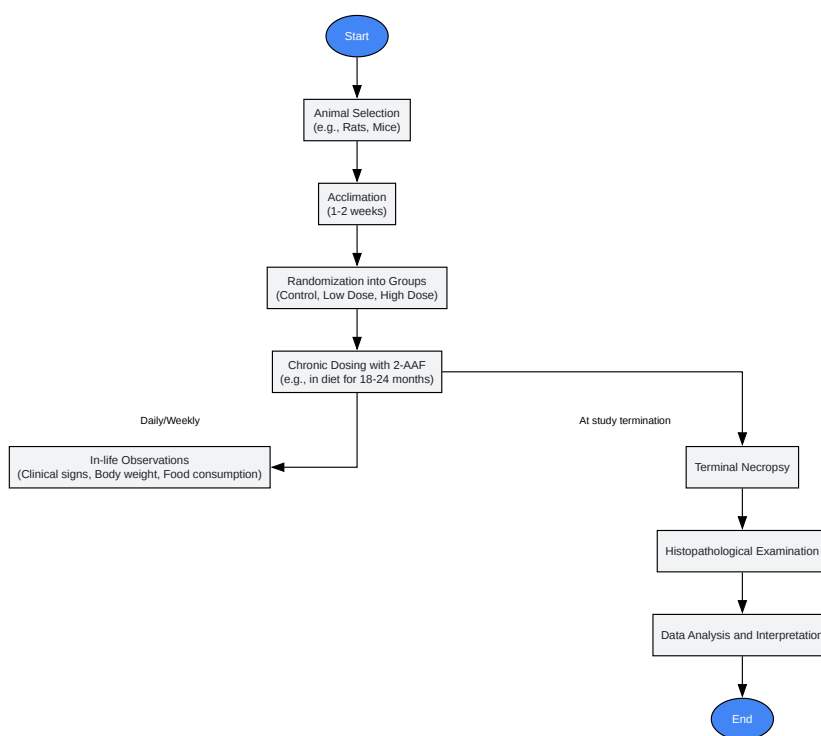 Start
Animal Selection
(e.g., Rats, Mice)
Acclimation
(1-2 weeks)
Randomization into Groups
(Control, Low Dose, High Dose)
Chronic Dosing with 2-AAF
(e.g., in diet for 18-24 months)
Daily/Weekly
At study termination
In-life Observations
(Clinical signs, Body weight, Food consumption)
Terminal Necropsy
Histopathological Examination
Data Analysis and Interpretation
End